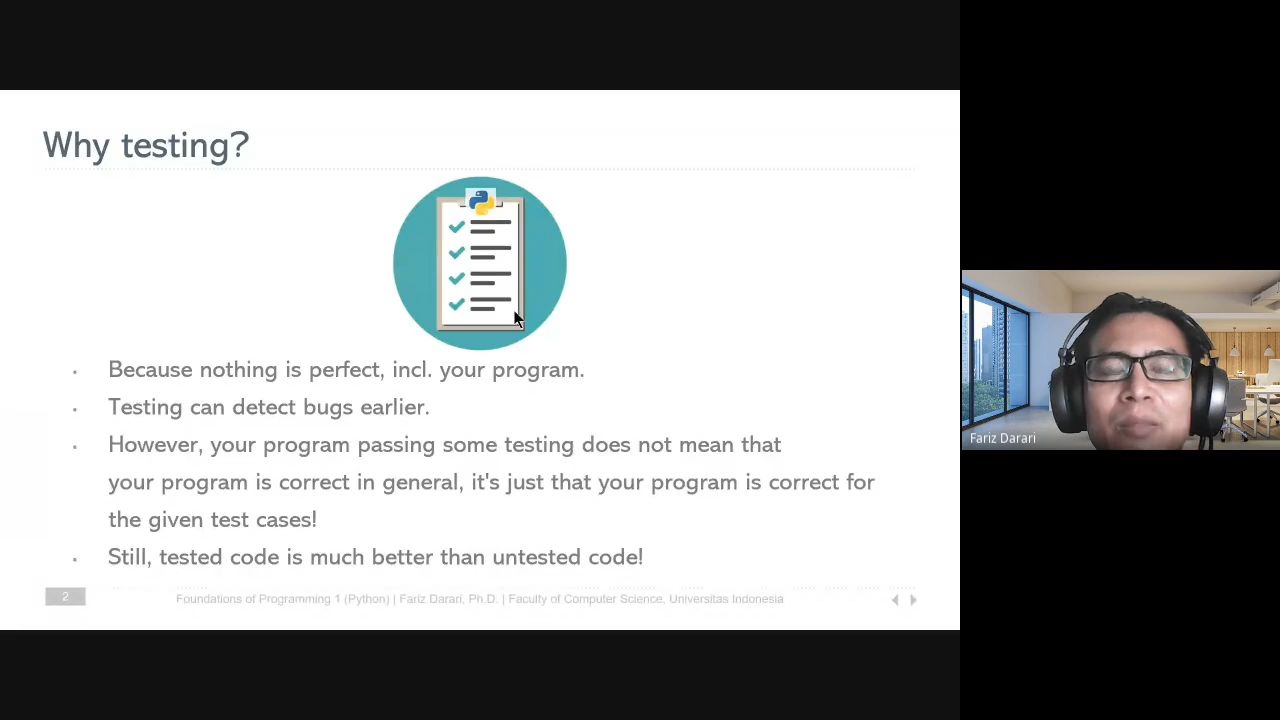 Why testing?
· Because nothing is perfect, incl. your program.
· Testing can detect bugs earlier.
· However, your program passing some testing does not mean that
your program is correct in general, it's just that your program is correct for
the given test cases!
· Still, tested code is much better than untested code!
2
Foundations of Programming 1 (Python) | Fariz Darari, Ph.D. | Faculty of Computer Science, Universitas Indonesia
Fariz Darari